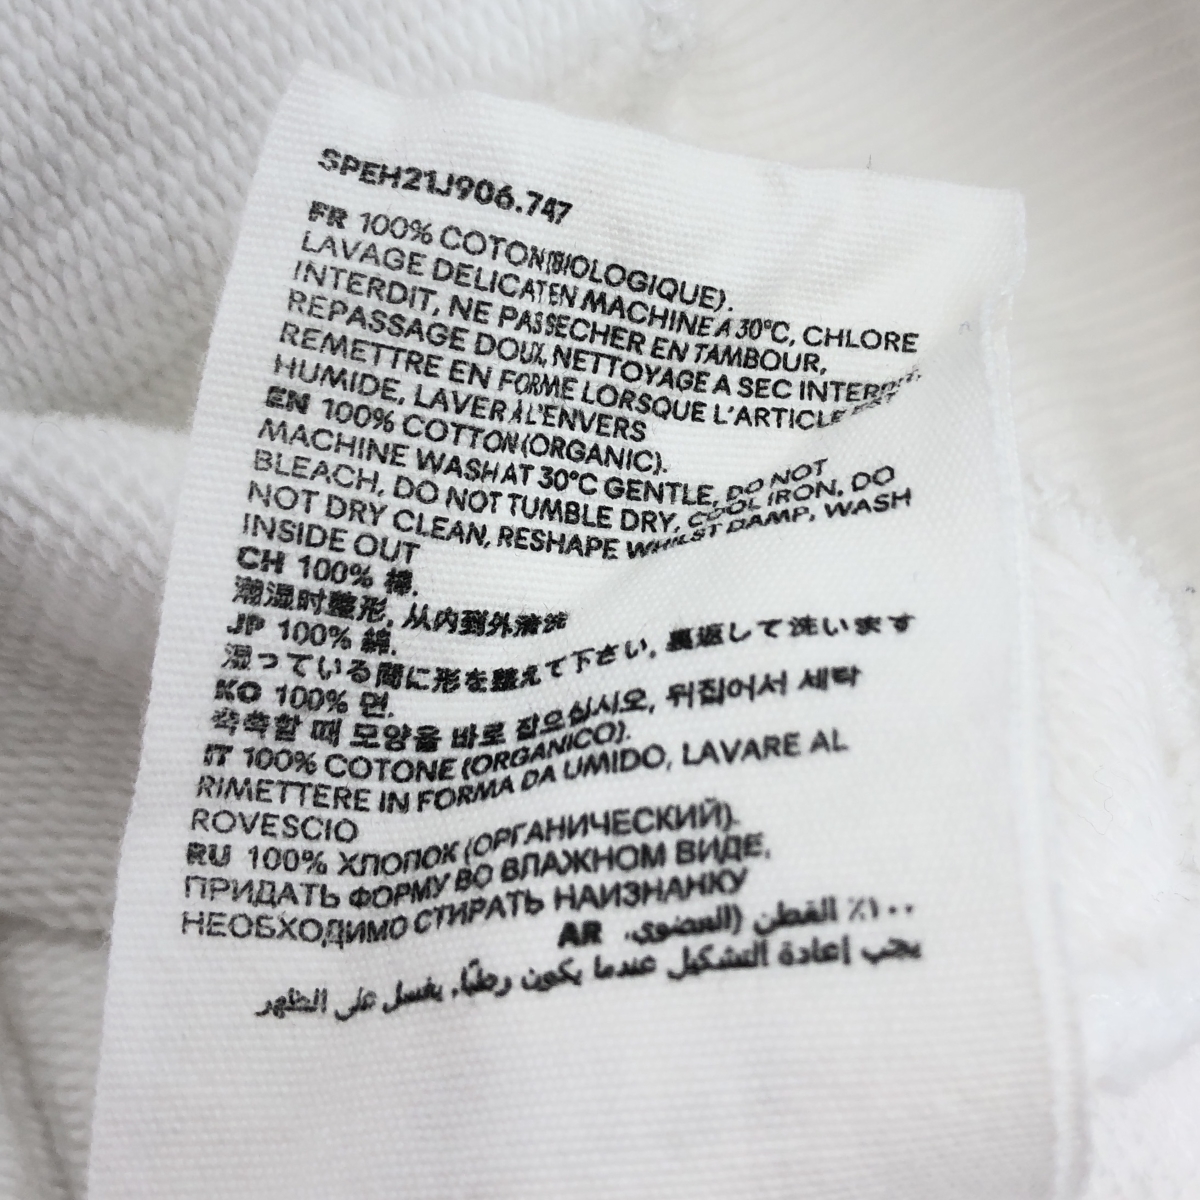 SPEH21J906.747
FR 100% COTON(BIOLOGIQUE).
LAVAGE DELICAT EN MACHINE A 30°C, CHLORE
INTERDIT, NE PAS SECHER EN TAMBOUR,
REPASSAGE DOUX, NETTOYAGE A SEC INTERDIT,
REMETTRE EN FORME LORSQUE L'ARTICLE EST
HUMIDE, LAVER À L'ENVERS
EN 100% COTTON(ORGANIC).
MACHINE WASH AT 30°C GENTLE, DO NOT
BLEACH, DO NOT TUMBLE DRY, COOL IRON, DO
NOT DRY CLEAN, RESHAPE WHILST DAMP, WASH
INSIDE OUT
CH 100% 棉.
潮湿时整形, 从内到外清洗
JP 100% 綿.
湿っている間に形を整えて下さい, 裏返して洗います
KO 100% 면.
축축할 때 모양을 바로 잡으십시오, 뒤집어서 세탁
IT 100% COTONE (ORGANICO).
RIMETTERE IN FORMA DA UMIDO, LAVARE AL
ROVESCIO
RU 100% ХЛОПОК (ОРГАНИЧЕСКИЙ).
ПРИДАТЬ ФОРМУ ВО ВЛАЖНОМ ВИДЕ,
НЕОБХОДИМО СТИРАТЬ НАИЗНАНКУ
١٠٠٪ القطن (العضوي. AR
يجب إعادة التشكيل عندما يكون رطبًا, يغسل على الظهر